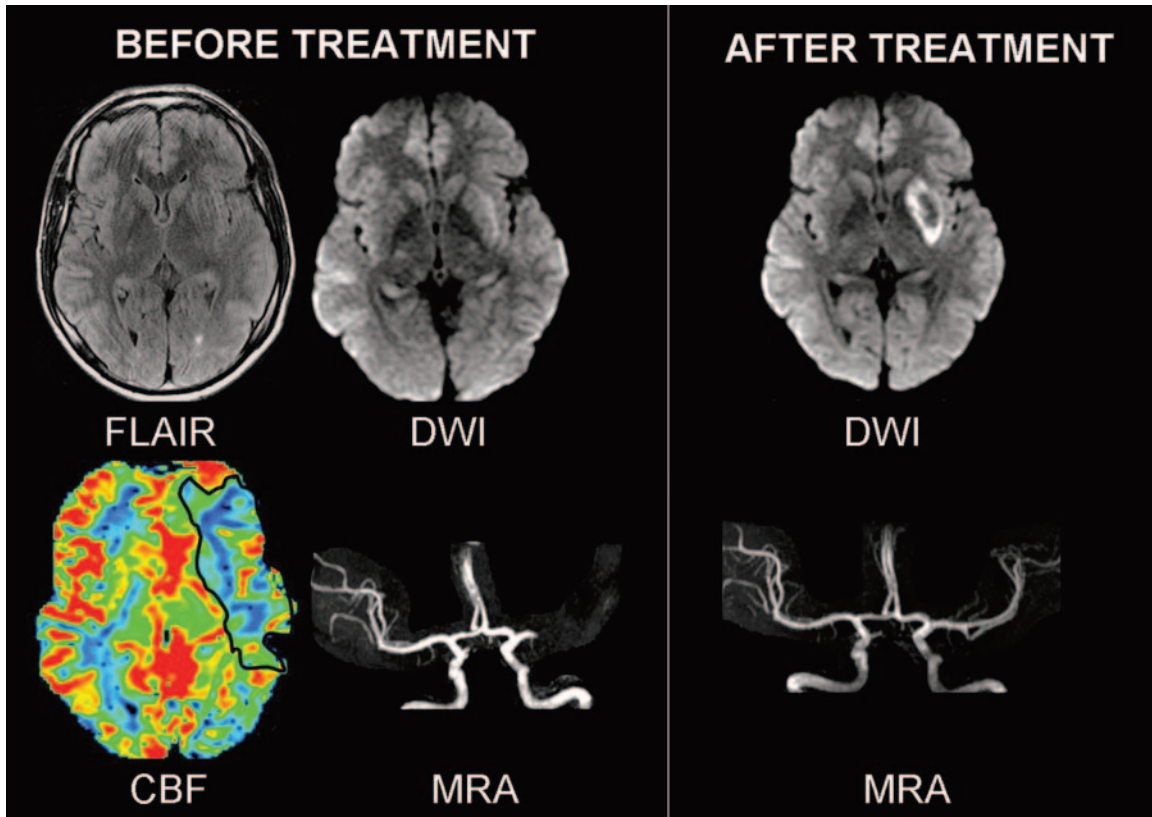 BEFORE TREATMENT
AFTER TREATMENT
FLAIR
DWI
DWI
CBF
MRA
MRA